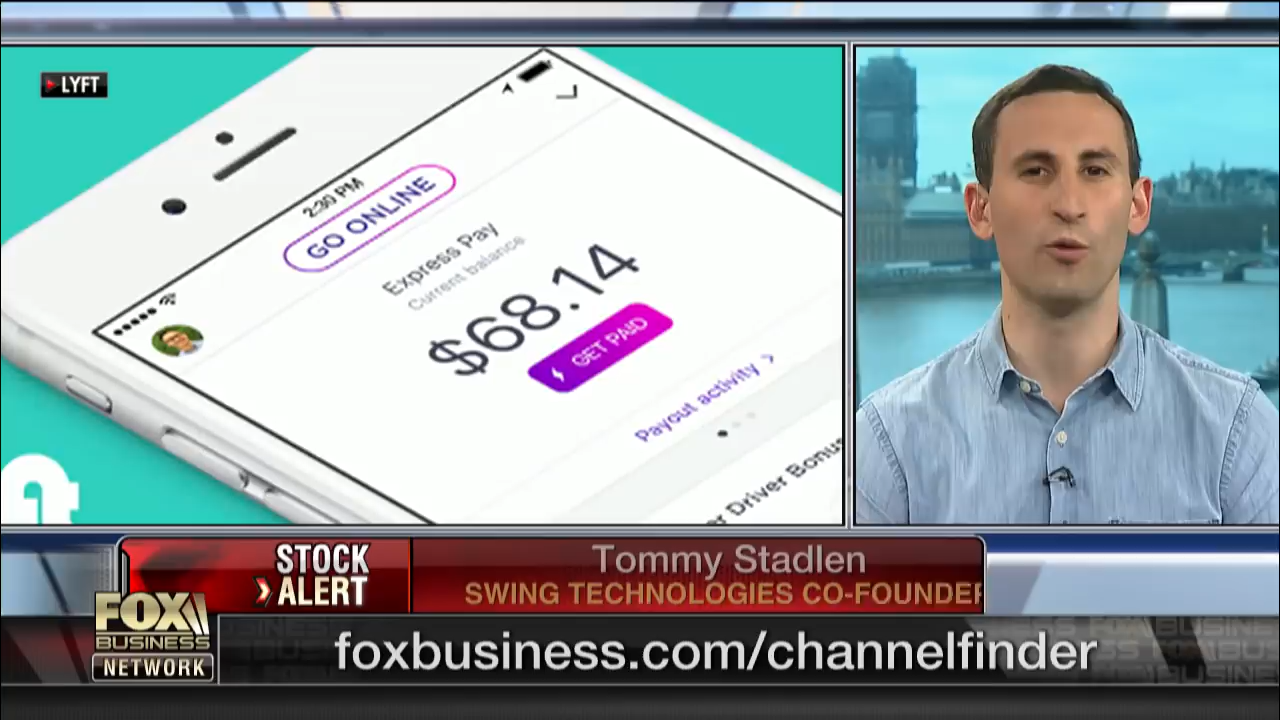 LYFT
2:30 PM
GO ONLINE
Express Pay
Current balance
$68.14
GET PAID
Payout activity
Driver Bonus
STOCK
ALERT
Tommy Stadlen
SWING TECHNOLOGIES CO-FOUNDER
FOX
BUSINESS
NETWORK
foxbusiness.com/channelfinder